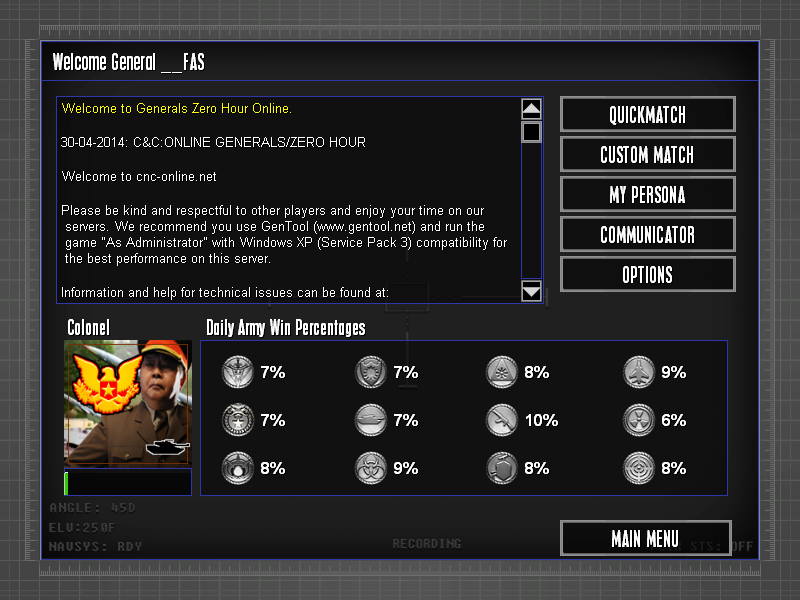 Welcome General __FAS
Welcome to Generals Zero Hour Online.
30-04-2014: C&C:ONLINE GENERALS/ZERO HOUR
Welcome to cnc-online.net
Please be kind and respectful to other players and enjoy your time on our
servers. We recommend you use GenTool (www.gentool.net) and run the
game "As Administrator" with Windows XP (Service Pack 3) compatibility for
the best performance on this server.
Information and help for technical issues can be found at:
QUICKMATCH
CUSTOM MATCH
MY PERSONA
COMMUNICATOR
OPTIONS
Colonel
Daily Army Win Percentages
7% 7% 8% 9%
7% 7% 10% 6%
8% 9% 8% 8%
ANGLE: 45D
ELV:250F
NAVSYS: RDY
RECORDING
MAIN MENU
STS: OFF